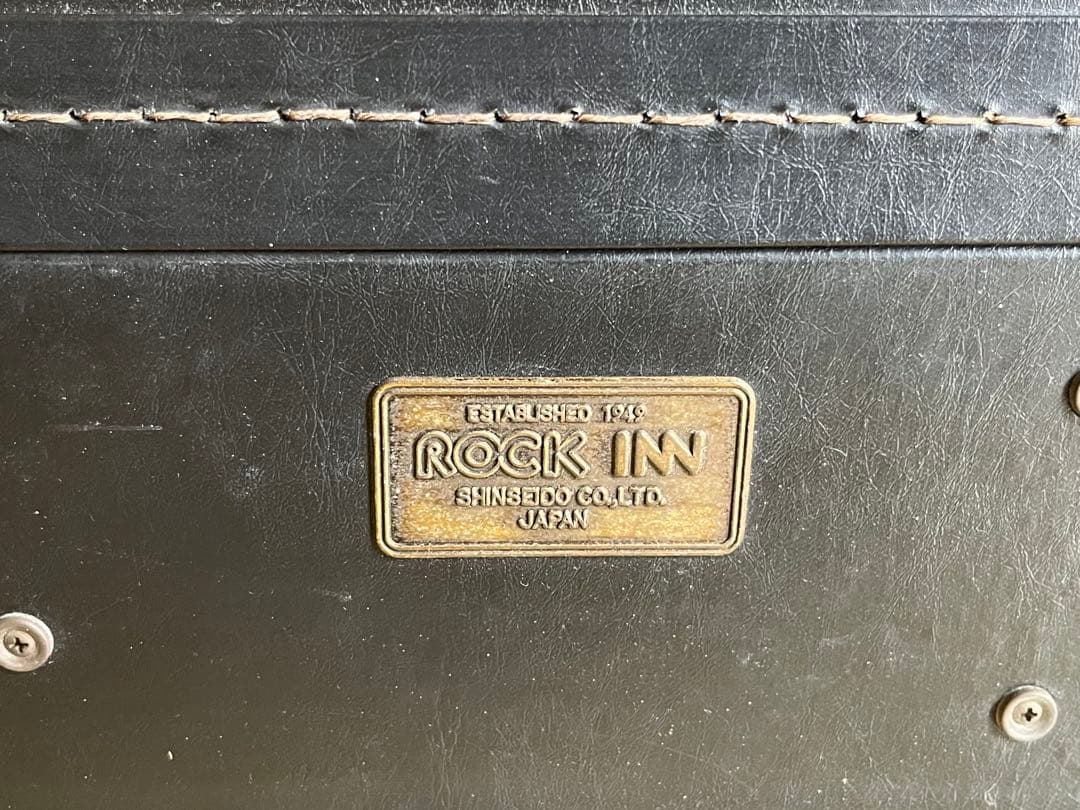 ESTABLISHED 1949
ROCK INN
SHINSEIDO CO.,LTD.
JAPAN